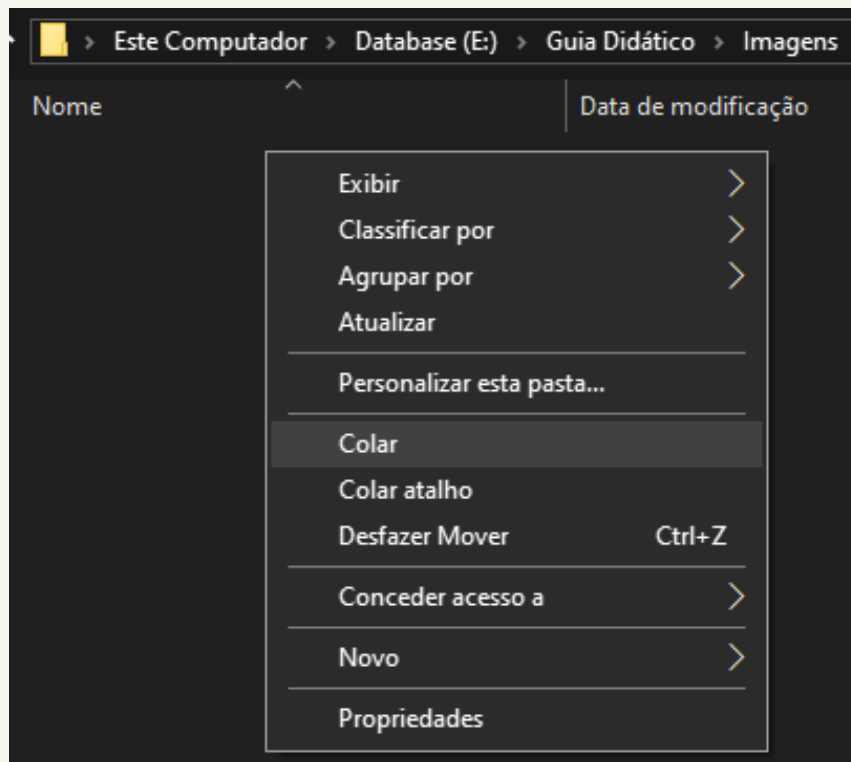 Este Computador > Database (E:) > Guia Didático > Imagens
Nome Data de modificação
Exibir
Classificar por
Agrupar por
Atualizar
Personalizar esta pasta...
Colar
Colar atalho
Desfazer Mover Ctrl+Z
Conceder acesso a
Novo
Propriedades